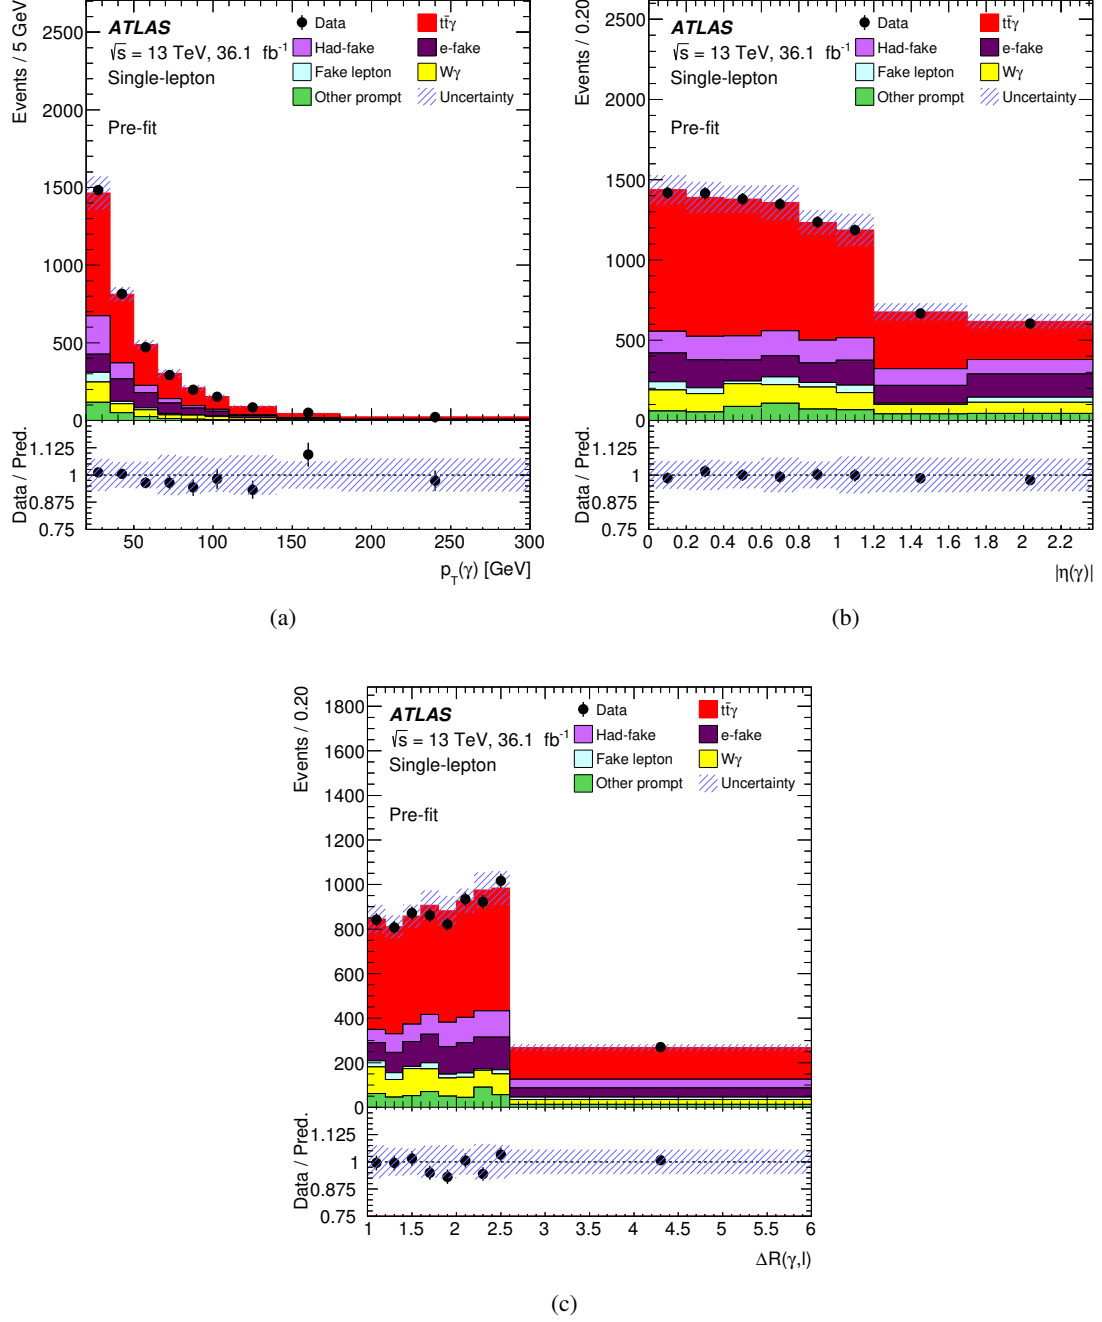 Events / 5 GeV
ATLAS
√s = 13 TeV, 36.1 fb-1
Single-lepton
Pre-fit
Data
tt̄γ
Had-fake
e-fake
Fake lepton
Wγ
Other prompt
Uncertainty
2500
2000
1500
1000
500
0
Data / Pred.
1.125
1
0.875
0.75
50 100 150 200 250 300
pT(γ) [GeV]
(a)
Events / 0.20
ATLAS
√s = 13 TeV, 36.1 fb-1
Single-lepton
Pre-fit
Data
tt̄γ
Had-fake
e-fake
Fake lepton
Wγ
Other prompt
Uncertainty
2500
2000
1500
1000
500
0
Data / Pred.
1.125
1
0.875
0.75
0 0.2 0.4 0.6 0.8 1 1.2 1.4 1.6 1.8 2 2.2
|η(γ)|
(b)
Events / 0.20
ATLAS
√s = 13 TeV, 36.1 fb-1
Single-lepton
Pre-fit
Data
tt̄γ
Had-fake
e-fake
Fake lepton
Wγ
Other prompt
Uncertainty
1800
1600
1400
1200
1000
800
600
400
200
0
Data / Pred.
1.125
1
0.875
0.75
1 1.5 2 2.5 3 3.5 4 4.5 5 5.5 6
ΔR(γ,l)
(c)